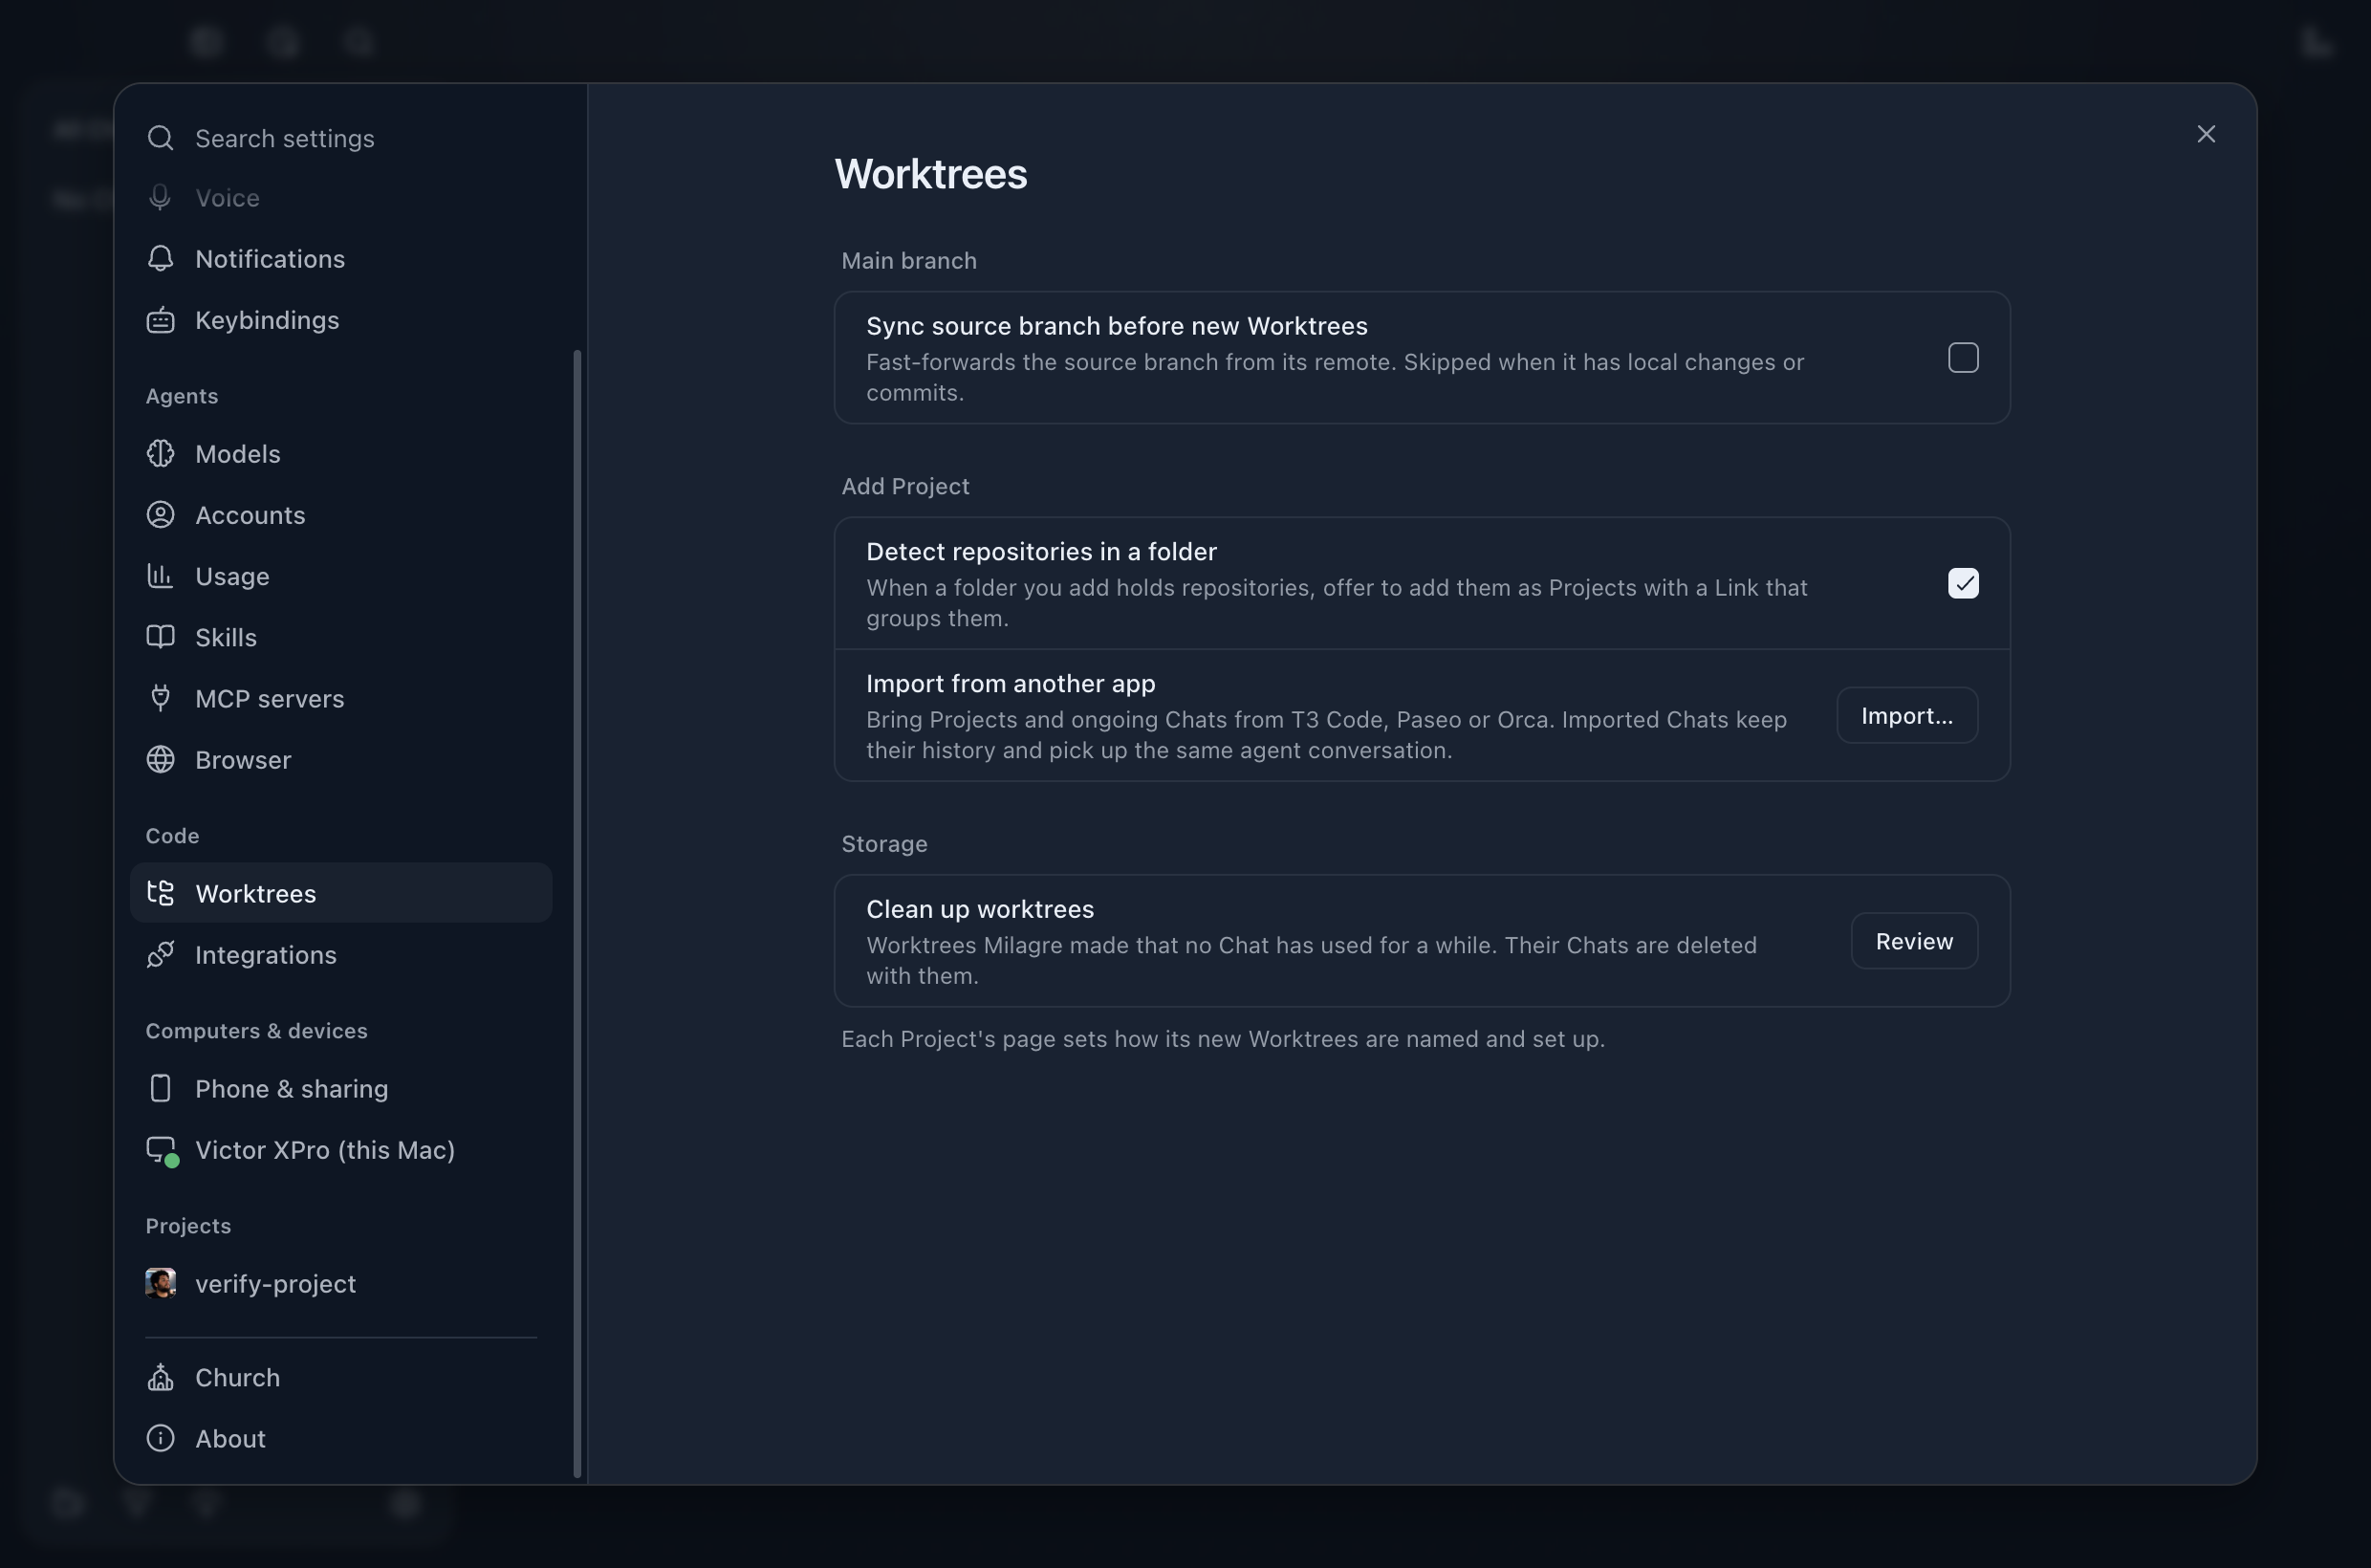 Search settings
Voice
Notifications
Keybindings
Agents
Models
Accounts
Usage
Skills
MCP servers
Browser
Code
Worktrees
Integrations
Computers & devices
Phone & sharing
Victor XPro (this Mac)
Projects
verify-project
Church
About
Worktrees
Main branch
Sync source branch before new Worktrees
Fast-forwards the source branch from its remote. Skipped when it has local changes or
commits.
Add Project
Detect repositories in a folder
When a folder you add holds repositories, offer to add them as Projects with a Link that
groups them.
Import from another app
Bring Projects and ongoing Chats from T3 Code, Paseo or Orca. Imported Chats keep
their history and pick up the same agent conversation.
Import...
Storage
Clean up worktrees
Worktrees Milagre made that no Chat has used for a while. Their Chats are deleted
with them.
Review
Each Project's page sets how its new Worktrees are named and set up.